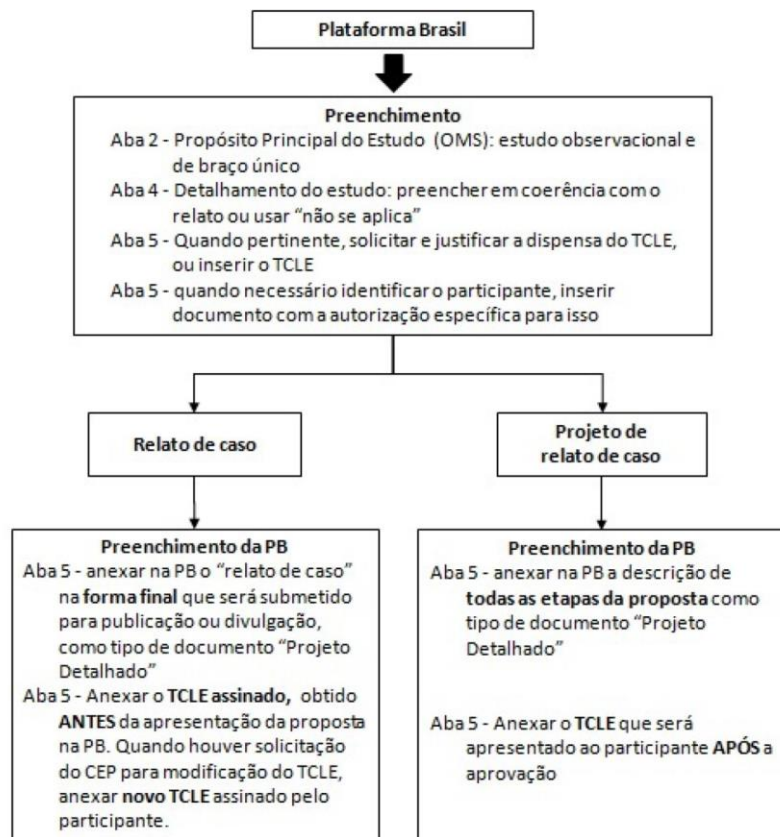 Plataforma Brasil
Preenchimento
Aba 2 - Propósito Principal do Estudo (OMS): estudo observacional e
de braço único
Aba 4 - Detalhamento do estudo: preencher em coerência com o
relato ou usar “não se aplica”
Aba 5 - Quando pertinente, solicitar e justificar a dispensa do TCLE,
ou inserir o TCLE
Aba 5 - quando necessário identificar o participante, inserir
documento com a autorização específica para isso
Relato de caso
Projeto de
relato de caso
Preenchimento da PB
Aba 5 - anexar na PB o “relato de caso”
na forma final que será submetido
para publicação ou divulgação,
como tipo de documento “Projeto
Detalhado”
Aba 5 - Anexar o TCLE assinado, obtido
ANTES da apresentação da proposta
na PB. Quando houver solicitação
do CEP para modificação do TCLE,
anexar novo TCLE assinado pelo
participante.
Preenchimento da PB
Aba 5 - anexar na PB a descrição de
todas as etapas da proposta como
tipo de documento “Projeto
Detalhado”
Aba 5 - Anexar o TCLE que será
apresentado ao participante APÓS a
aprovação